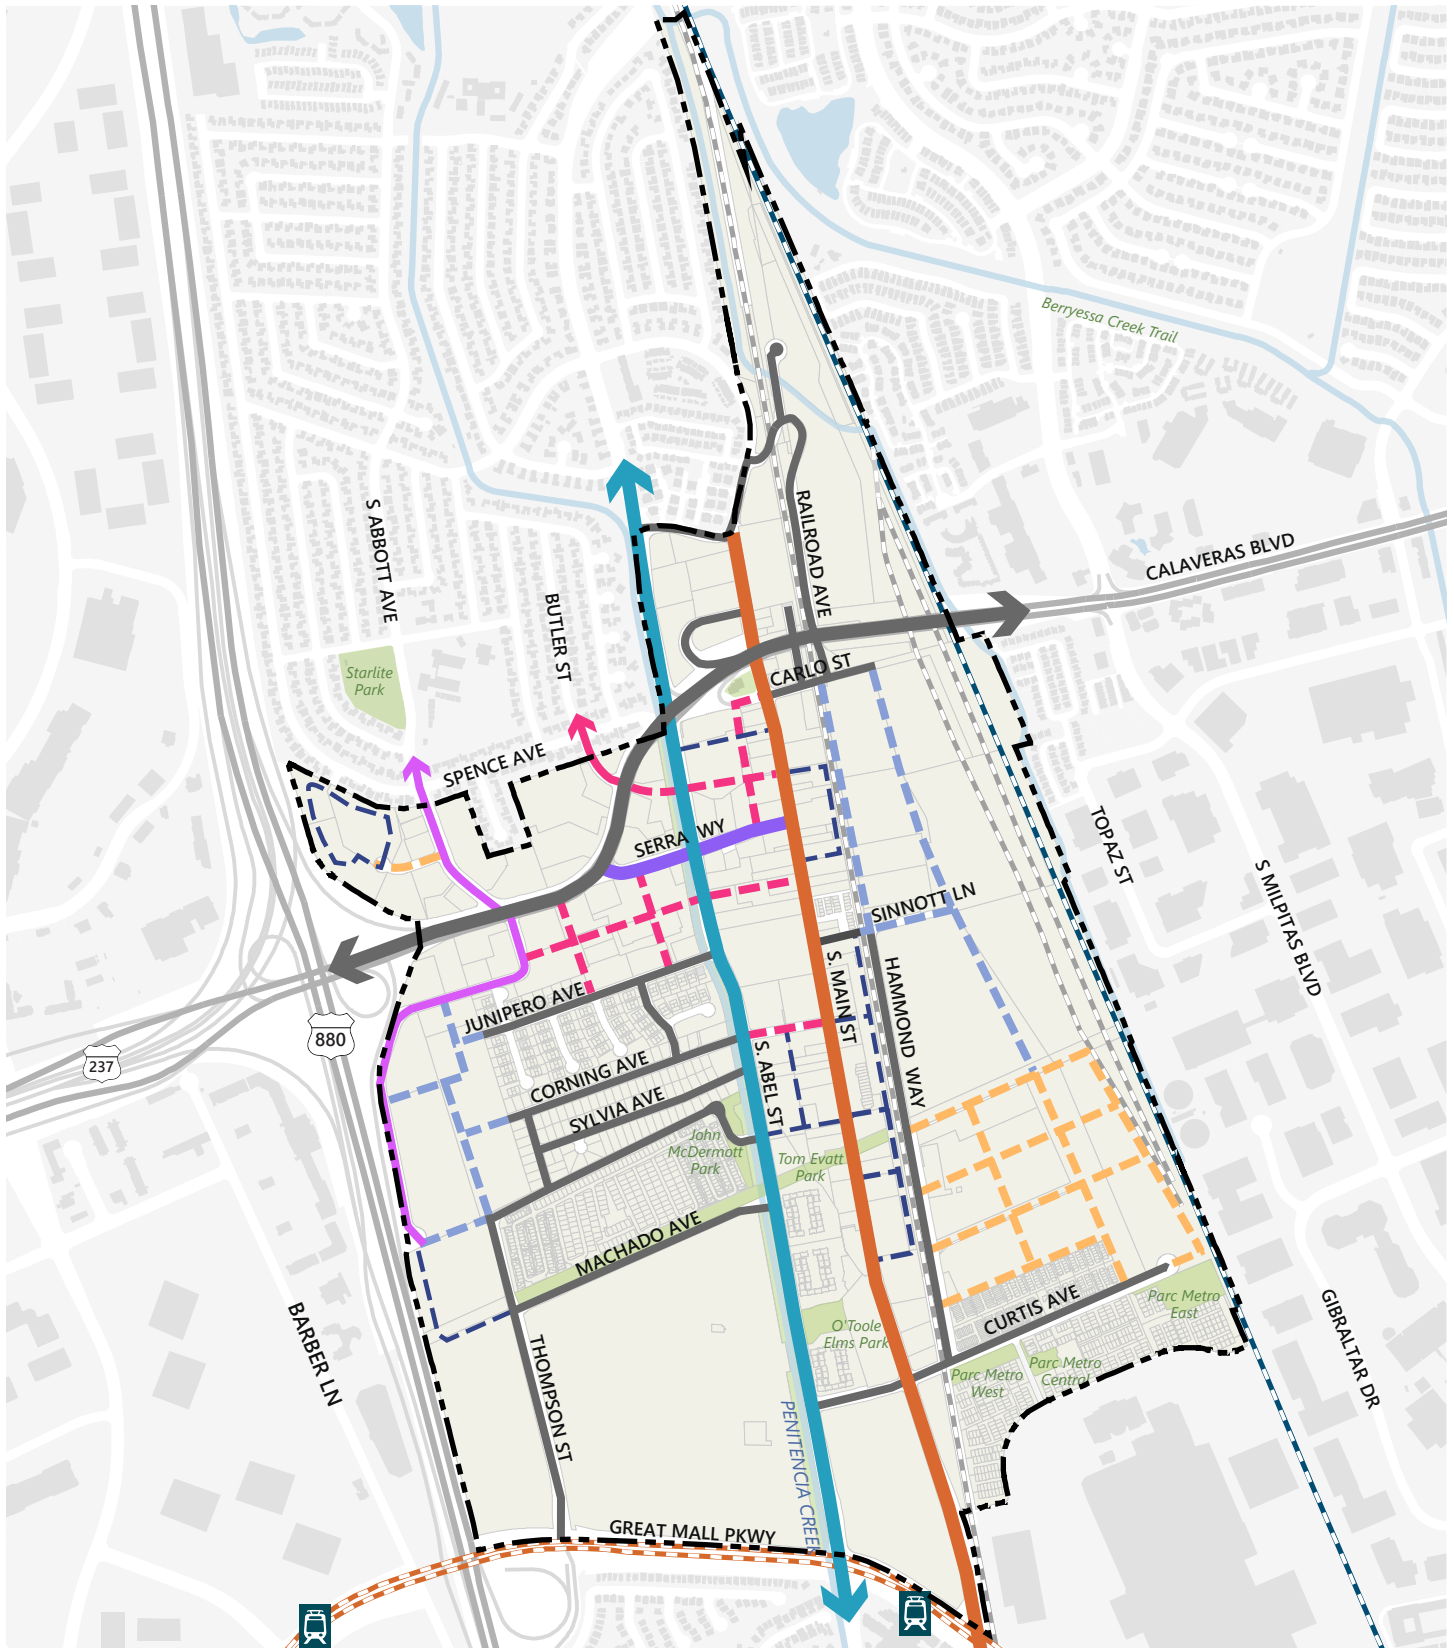 Berryessa Creek Trail
S ABBOTT AVE
RAILROAD AVE
CALAVERAS BLVD
BUTLER ST
Starlite
Park
CARLO ST
SPENCE AVE
SERRA WY
TOPAZ ST
S MILPITAS BLVD
SINNOTT LN
S. MAIN ST
HAMMOND WAY
JUNIPERO AVE
880
237
CORNING AVE
S. ABEL ST
SYLVIA AVE
John
McDermott
Park
Tom Evatt
Park
MACHADO AVE
BARBER LN
CURTIS AVE
Parc Metro
East
GIBRALTAR DR
O'Toole
Elms Park
Parc Metro
Central
Parc Metro
West
THOMPSON ST
PENITENCIA CREEK
GREAT MALL PKWY